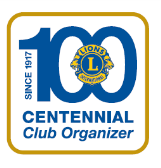 SINCE 1917
100
LIONS
L
INTERNATIONAL
CENTENNIAL
Club Organizer